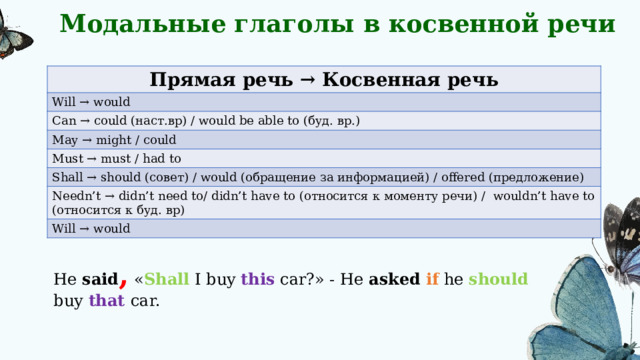 Модальные глаголы в косвенной речи
Прямая речь → Косвенная речь
Will → would
Can → could (наст.вр) / would be able to (буд. вр.)
May → might / could
Must → must / had to
Shall → should (совет) / would (обращение за информацией) / offered (предложение)
Needn’t → didn’t need to/ didn’t have to (относится к моменту речи) / wouldn’t have to
(относится к буд. вр)
Will → would
He said, «Shall I buy this car?» - He asked if he should
buy that car.